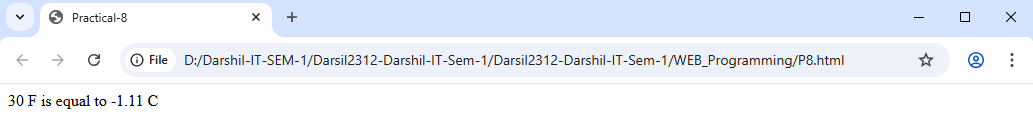 Practical-8
File D:/Darshil-IT-SEM-1/Darsil2312-Darshil-IT-Sem-1/Darsil2312-Darshil-IT-Sem-1/WEB_Programming/P8.html
30 F is equal to -1.11 C